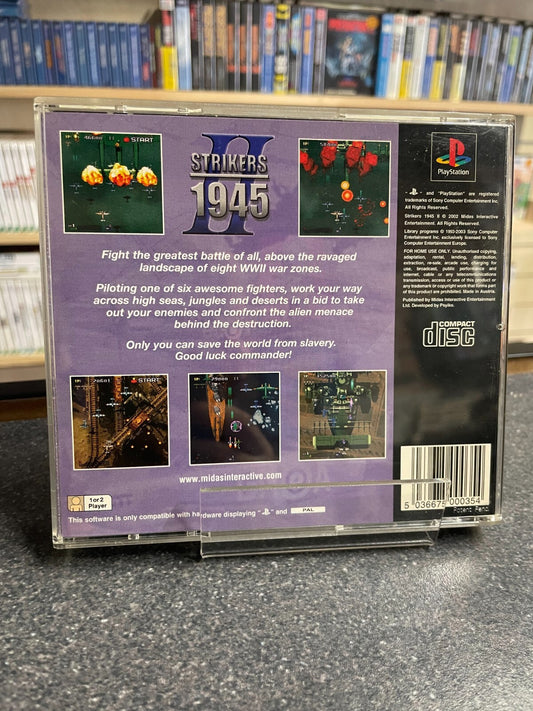 START
II
STRIKERS
1945
Fight the greatest battle of all, above the ravaged
landscape of eight WWII war zones.
Piloting one of six awesome fighters, work your way
across high seas, jungles and deserts in a bid to take
out your enemies and confront the alien menace
behind the destruction.
Only you can save the world from slavery.
Good luck commander!
START
www.midasinteractive.com
1 or 2
Player
This software is only compatible with hardware displaying " " and PAL
PlayStation
" " and "PlayStation" are registered
trademarks of Sony Computer Entertainment Inc.
All Rights Reserved.
Strikers 1945 II © 2002 Midas Interactive
Entertainment Ltd. All Rights Reserved.
Library programs © 1993-2003 Sony Computer
Entertainment Inc. exclusively licensed to Sony
Computer Entertainment Europe.
FOR HOME USE ONLY. Unauthorised copying,
adaptation, rental, lending, distribution,
extraction, re-sale, arcade use, charging for
use, broadcast, public performance and
internet, cable or any telecommunications
transmission, access or use of this product or
any trademark or copyright work that forms part
of this product are prohibited. Made in Austria.
Published by Midas Interactive Entertainment
Ltd. Developed by Psyiko.
COMPACT
disc
5 036675 000354
Patent Pend